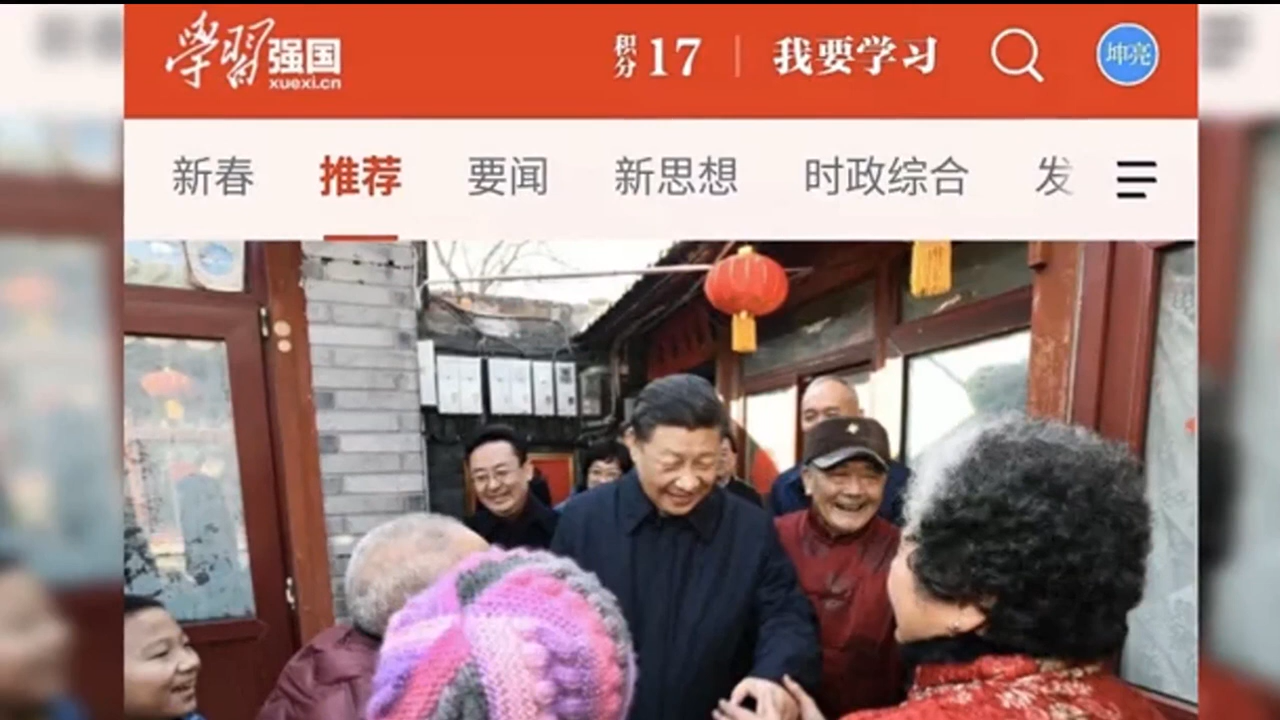 学習强国
xuexi.cn
积分 17 我要学习
坤亮
新春 推荐 要闻 新思想 时政综合 发